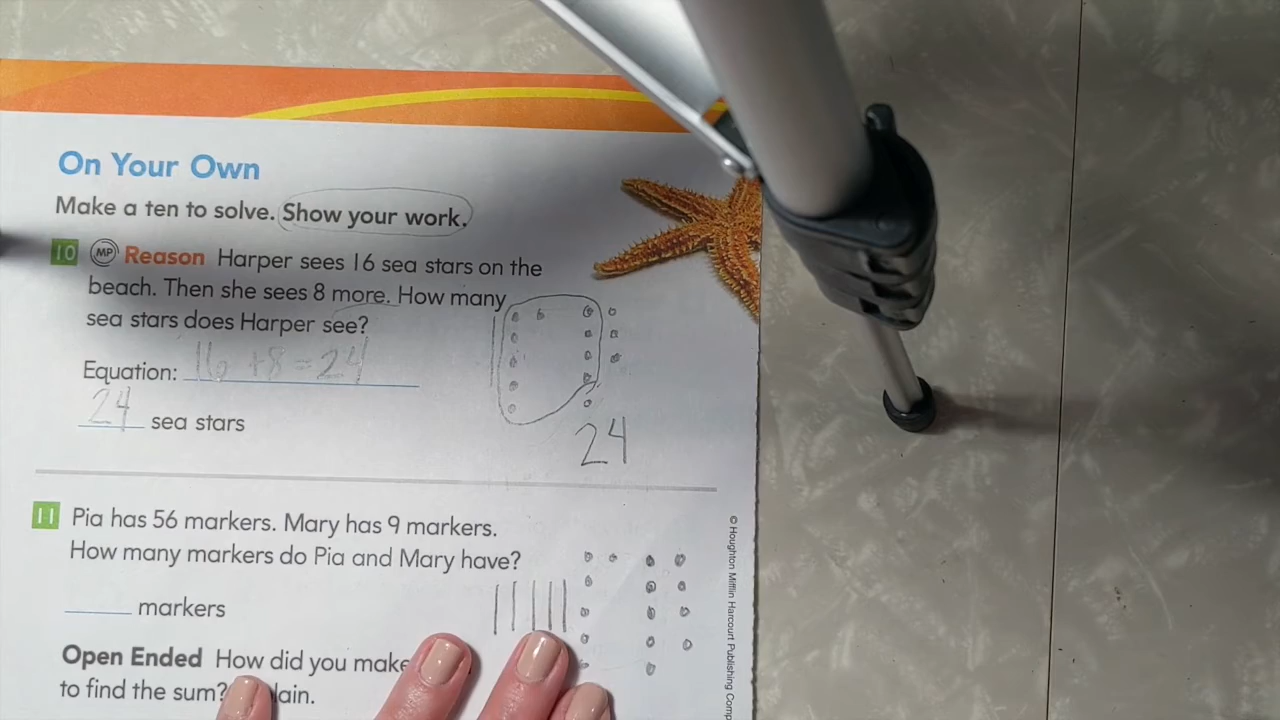 On Your Own
Make a ten to solve. Show your work.
10 MP Reason Harper sees 16 sea stars on the
beach. Then she sees 8 more. How many
sea stars does Harper see?
Equation: 16 + 8 = 24
24 sea stars
24
11 Pia has 56 markers. Mary has 9 markers.
How many markers do Pia and Mary have?
markers
Open Ended How did you make
to find the sum? lain.
© Houghton Mifflin Harcourt Publishing Comp